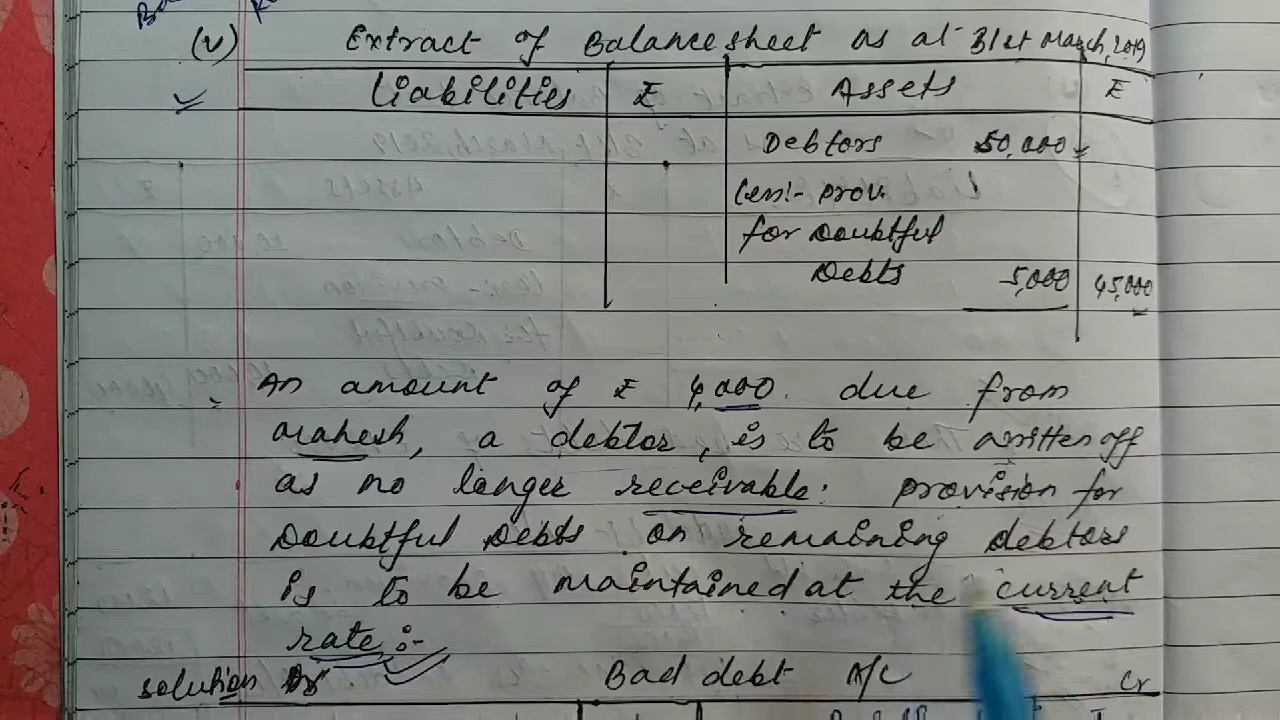 (v) Extract of Balance sheet as at 31st March, 2019
Liabilities ₹ Assets ₹
Debtors 50,000
Less:- prov.
for Doubtful
Debts 5,000 45,000
An amount of ₹ 4,000. due from
Mahesh, a debtor, is to be written off
as no longer receivable. provision for
Doubtful Debts on remaining debtors
is to be maintained at the current
rate :-
solution Dr Bad debt A/C Cr